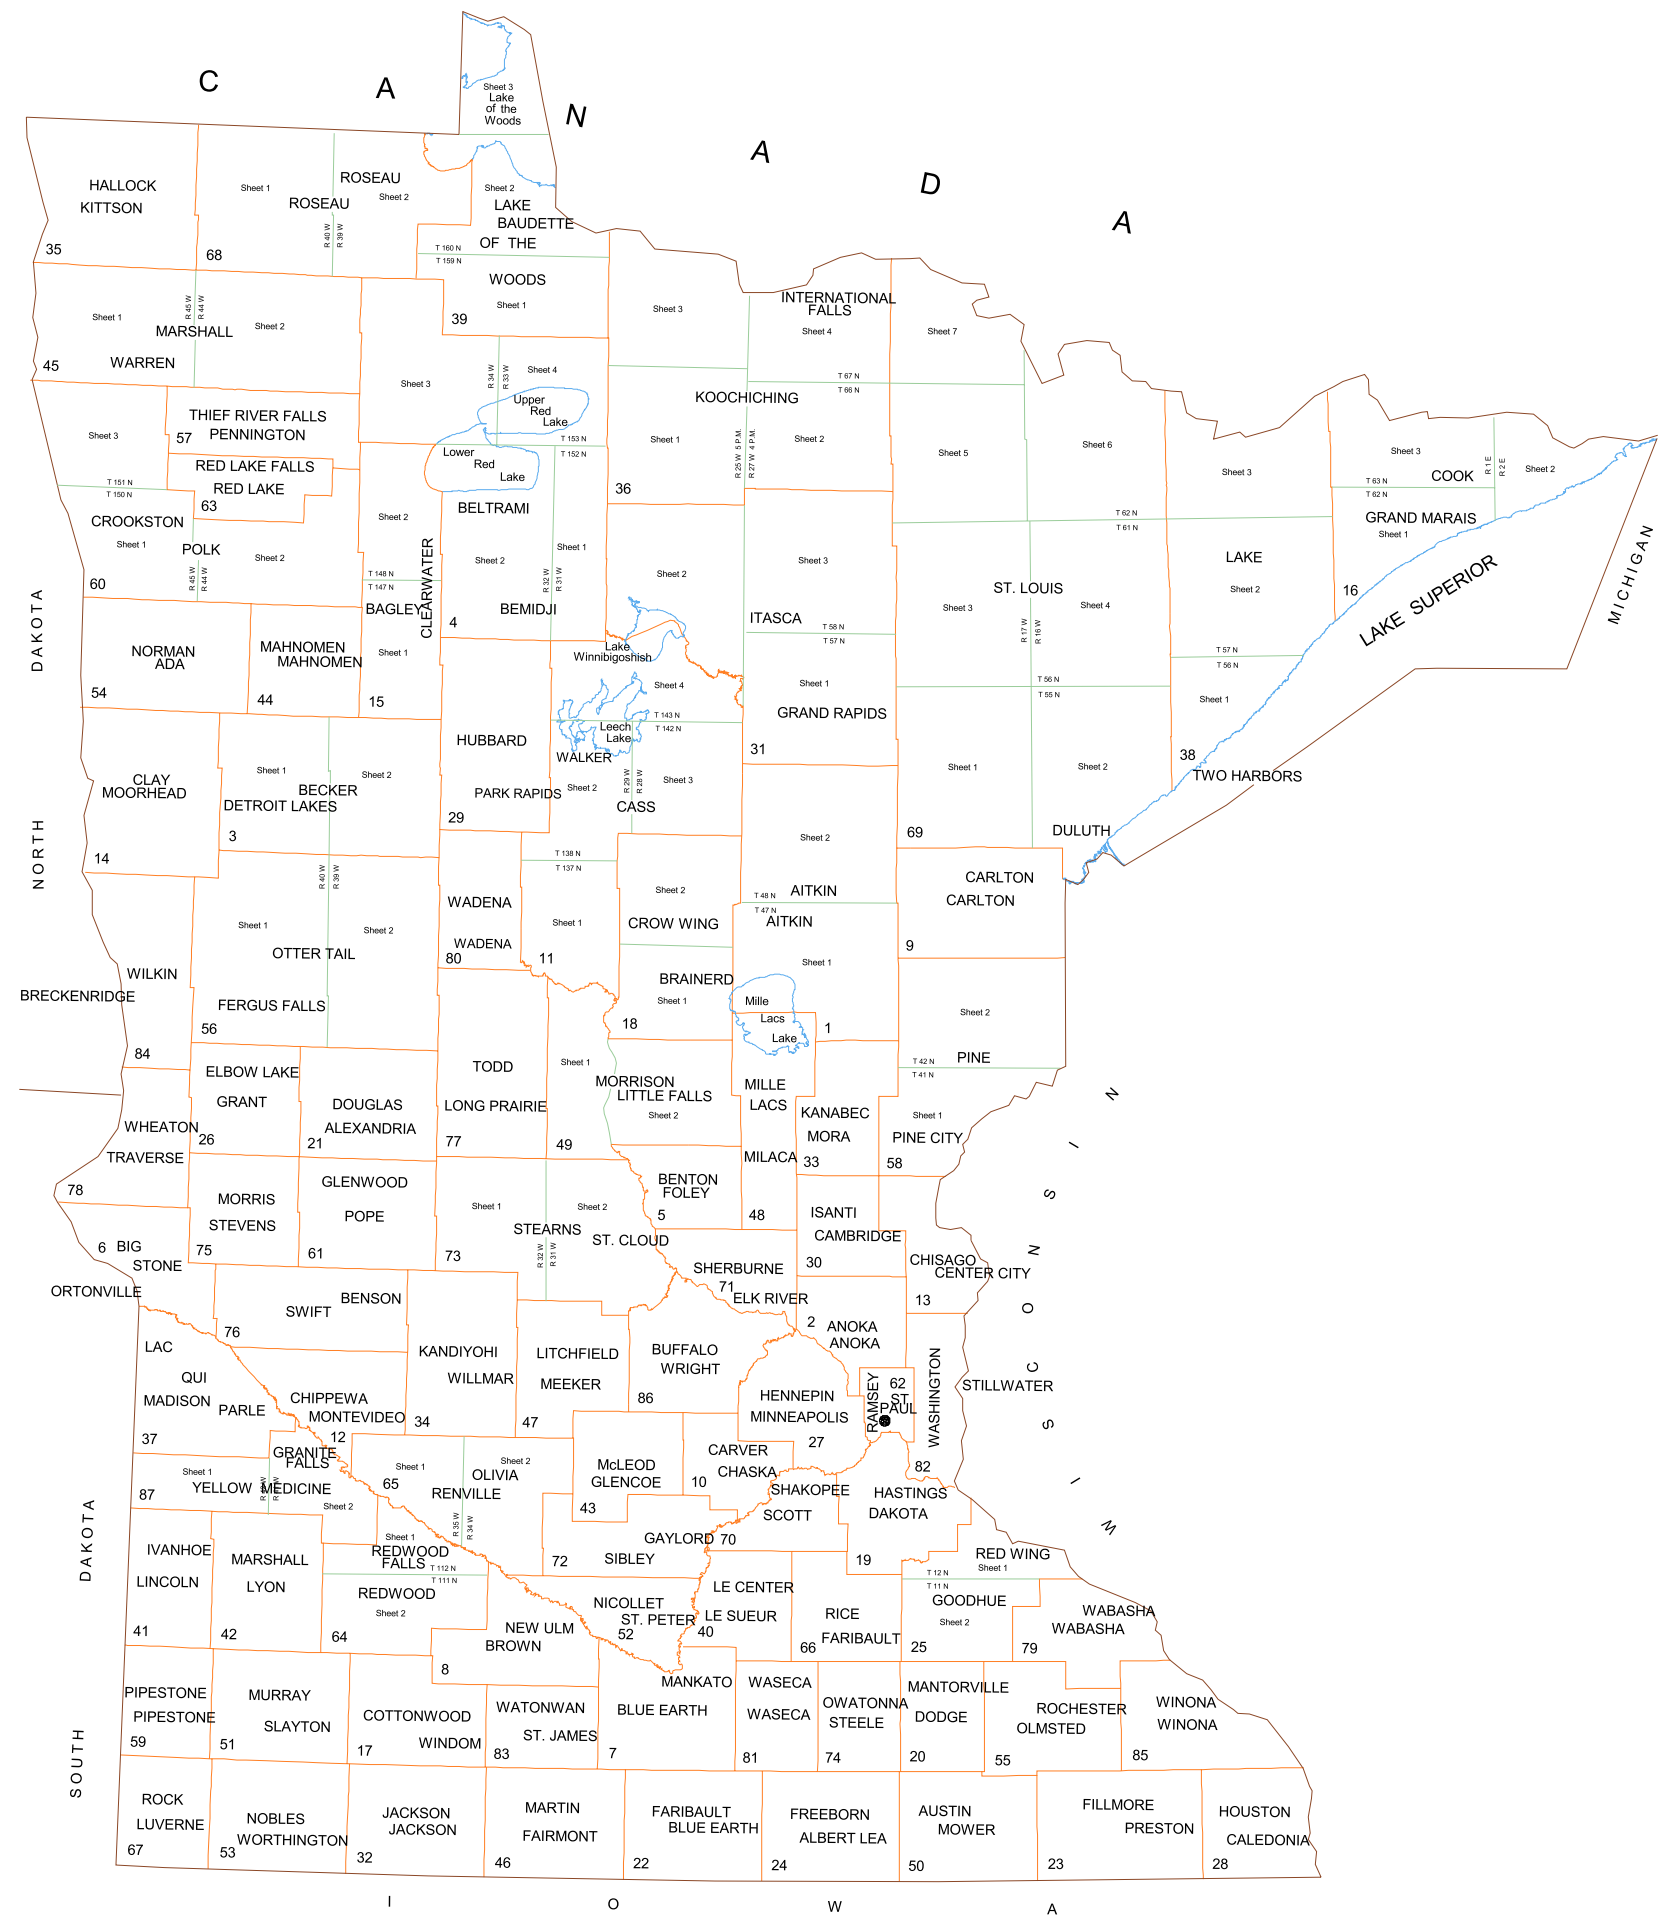 C A N A D A
Sheet 3
Lake
of the
Woods
HALLOCK
KITTSON
35
Sheet 1
ROSEAU
ROSEAU
Sheet 2
R 40 W
R 39 W
68
Sheet 2
LAKE
BAUDETTE
OF THE
T 160 N
T 159 N
WOODS
Sheet 1
39
Sheet 1
R 45 W
R 44 W
MARSHALL
Sheet 2
WARREN
45
Sheet 3
INTERNATIONAL
FALLS
Sheet 4
Sheet 7
T 67 N
T 66 N
KOOCHICHING
Sheet 1
R 25 W 5 P.M.
R 27 W 4 P.M.
Sheet 2
36
Sheet 3
R 34 W
R 33 W
Sheet 4
Upper
Red
Lake
T 153 N
T 152 N
Lower
Red
Lake
Sheet 3
THIEF RIVER FALLS
57
PENNINGTON
RED LAKE FALLS
RED LAKE
63
T 151 N
T 150 N
CROOKSTON
Sheet 1
POLK
Sheet 2
R 45 W
R 44 W
60
Sheet 2
CLEARWATER
T 148 N
T 147 N
BAGLEY
Sheet 1
15
BELTRAMI
Sheet 2
Sheet 1
R 32 W
R 31 W
BEMIDJI
4
Sheet 5
Sheet 6
T 62 N
T 61 N
ST. LOUIS
Sheet 3
Sheet 4
R 17 W
R 16 W
T 56 N
T 55 N
Sheet 1
Sheet 2
69
DULUTH
Sheet 3
LAKE
Sheet 2
T 57 N
T 56 N
Sheet 1
38
TWO HARBORS
Sheet 3
COOK
R 1 E
R 2 E
Sheet 2
T 63 N
T 62 N
GRAND MARAIS
Sheet 1
16
LAKE SUPERIOR
MICHIGAN
Sheet 2
Sheet 3
ITASCA
T 58 N
T 57 N
Sheet 1
GRAND RAPIDS
31
Lake
Winnibigoshish
Sheet 4
T 143 N
T 142 N
Leech
Lake
WALKER
Sheet 2
R 29 W
R 28 W
Sheet 3
CASS
T 138 N
T 137 N
Sheet 1
11
NORTH DAKOTA
NORMAN
ADA
54
MAHNOMEN
MAHNOMEN
44
HUBBARD
PARK RAPIDS
29
CLAY
MOORHEAD
14
Sheet 1
Sheet 2
BECKER
DETROIT LAKES
3
R 40 W
R 39 W
Sheet 1
Sheet 2
OTTER TAIL
FERGUS FALLS
56
WILKIN
BRECKENRIDGE
84
WADENA
WADENA
80
Sheet 2
CROW WING
BRAINERD
Sheet 1
18
Sheet 2
AITKIN
T 48 N
T 47 N
AITKIN
Sheet 1
1
Mille
Lacs
Lake
CARLTON
CARLTON
9
Sheet 2
PINE
T 42 N
T 41 N
Sheet 1
PINE CITY
58
ELBOW LAKE
GRANT
26
DOUGLAS
ALEXANDRIA
21
TODD
LONG PRAIRIE
77
Sheet 1
MORRISON
LITTLE FALLS
Sheet 2
49
MILLE
LACS
MILACA
48
KANABEC
MORA
33
WHEATON
TRAVERSE
78
MORRIS
STEVENS
75
GLENWOOD
POPE
61
Sheet 1
Sheet 2
STEARNS
ST. CLOUD
R 32 W
R 31 W
73
BENTON
FOLEY
5
SHERBURNE
71
ELK RIVER
ISANTI
CAMBRIDGE
30
CHISAGO
CENTER CITY
13
WISCONSIN
6 BIG
STONE
ORTONVILLE
BENSON
SWIFT
76
KANDIYOHI
WILLMAR
34
LITCHFIELD
MEEKER
47
BUFFALO
WRIGHT
86
2
ANOKA
ANOKA
HENNEPIN
MINNEAPOLIS
27
RAMSEY
62
ST.
PAUL
WASHINGTON
STILLWATER
82
LAC
QUI
MADISON
PARLE
37
CHIPPEWA
MONTEVIDEO
12
GRANITE
FALLS
Sheet 1
YELLOW MEDICINE
Sheet 2
87
65
Sheet 1
Sheet 2
OLIVIA
RENVILLE
R 35 W
R 34 W
McLEOD
GLENCOE
43
CARVER
CHASKA
10
SHAKOPEE
SCOTT
70
HASTINGS
DAKOTA
19
GAYLORD
SIBLEY
72
SOUTH DAKOTA
IVANHOE
LINCOLN
41
MARSHALL
LYON
42
Sheet 1
REDWOOD
FALLS
T 112 N
T 111 N
REDWOOD
Sheet 2
64
NEW ULM
BROWN
8
NICOLLET
ST. PETER
52
LE CENTER
LE SUEUR
40
RICE
FARIBAULT
66
RED WING
Sheet 1
T 12 N
T 11 N
GOODHUE
Sheet 2
25
WABASHA
WABASHA
79
PIPESTONE
PIPESTONE
59
MURRAY
SLAYTON
51
COTTONWOOD
WINDOM
17
WATONWAN
ST. JAMES
83
MANKATO
BLUE EARTH
7
WASECA
WASECA
81
OWATONNA
STEELE
74
MANTORVILLE
DODGE
20
ROCHESTER
OLMSTED
55
WINONA
WINONA
85
ROCK
LUVERNE
67
NOBLES
WORTHINGTON
53
JACKSON
JACKSON
32
MARTIN
FAIRMONT
46
FARIBAULT
BLUE EARTH
22
FREEBORN
ALBERT LEA
24
AUSTIN
MOWER
50
FILLMORE
PRESTON
23
HOUSTON
CALEDONIA
28
I O W A